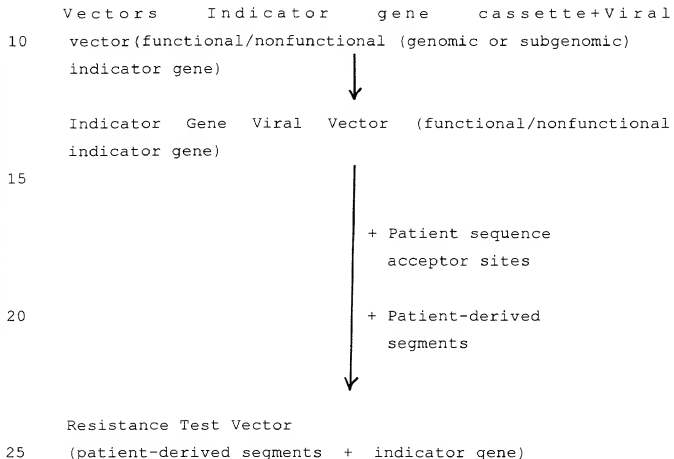 Vectors Indicator gene cassette+Viral
10 vector(functional/nonfunctional (genomic or subgenomic)
indicator gene)
Indicator Gene Viral Vector (functional/nonfunctional
indicator gene)
15
+ Patient sequence
acceptor sites
20 + Patient-derived
segments
Resistance Test Vector
25 (patient-derived segments + indicator gene)